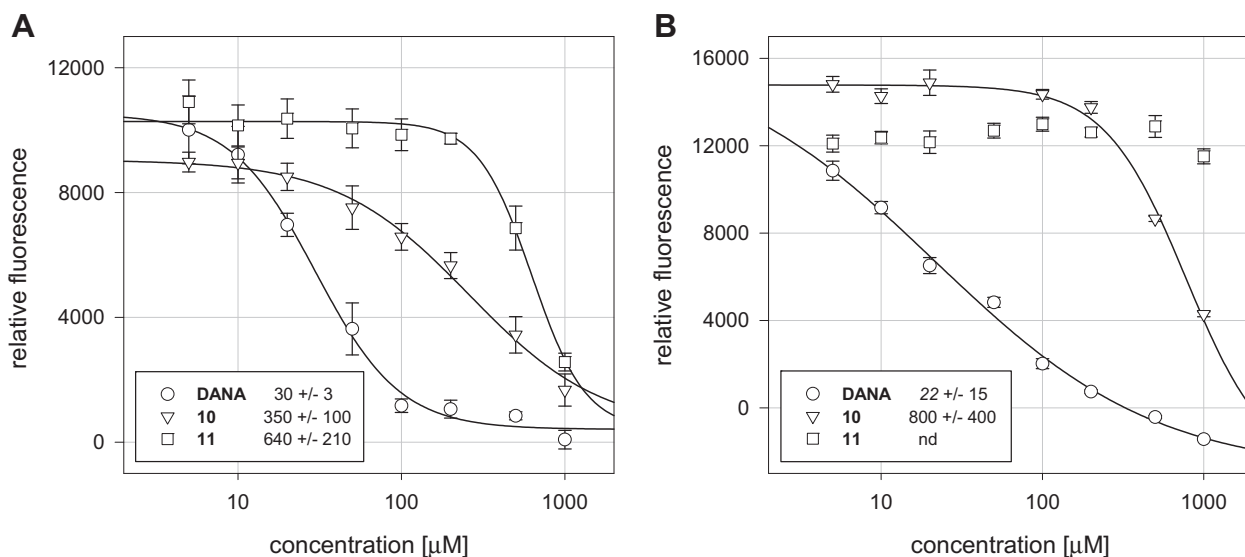 A
relative fluorescence
12000
8000
4000
0
DANA 30 +/- 3
10 350 +/- 100
11 640 +/- 210
10 100 1000
concentration [μM]
B
relative fluorescence
16000
12000
8000
4000
0
DANA 22 +/- 15
10 800 +/- 400
11 nd
10 100 1000
concentration [μM]